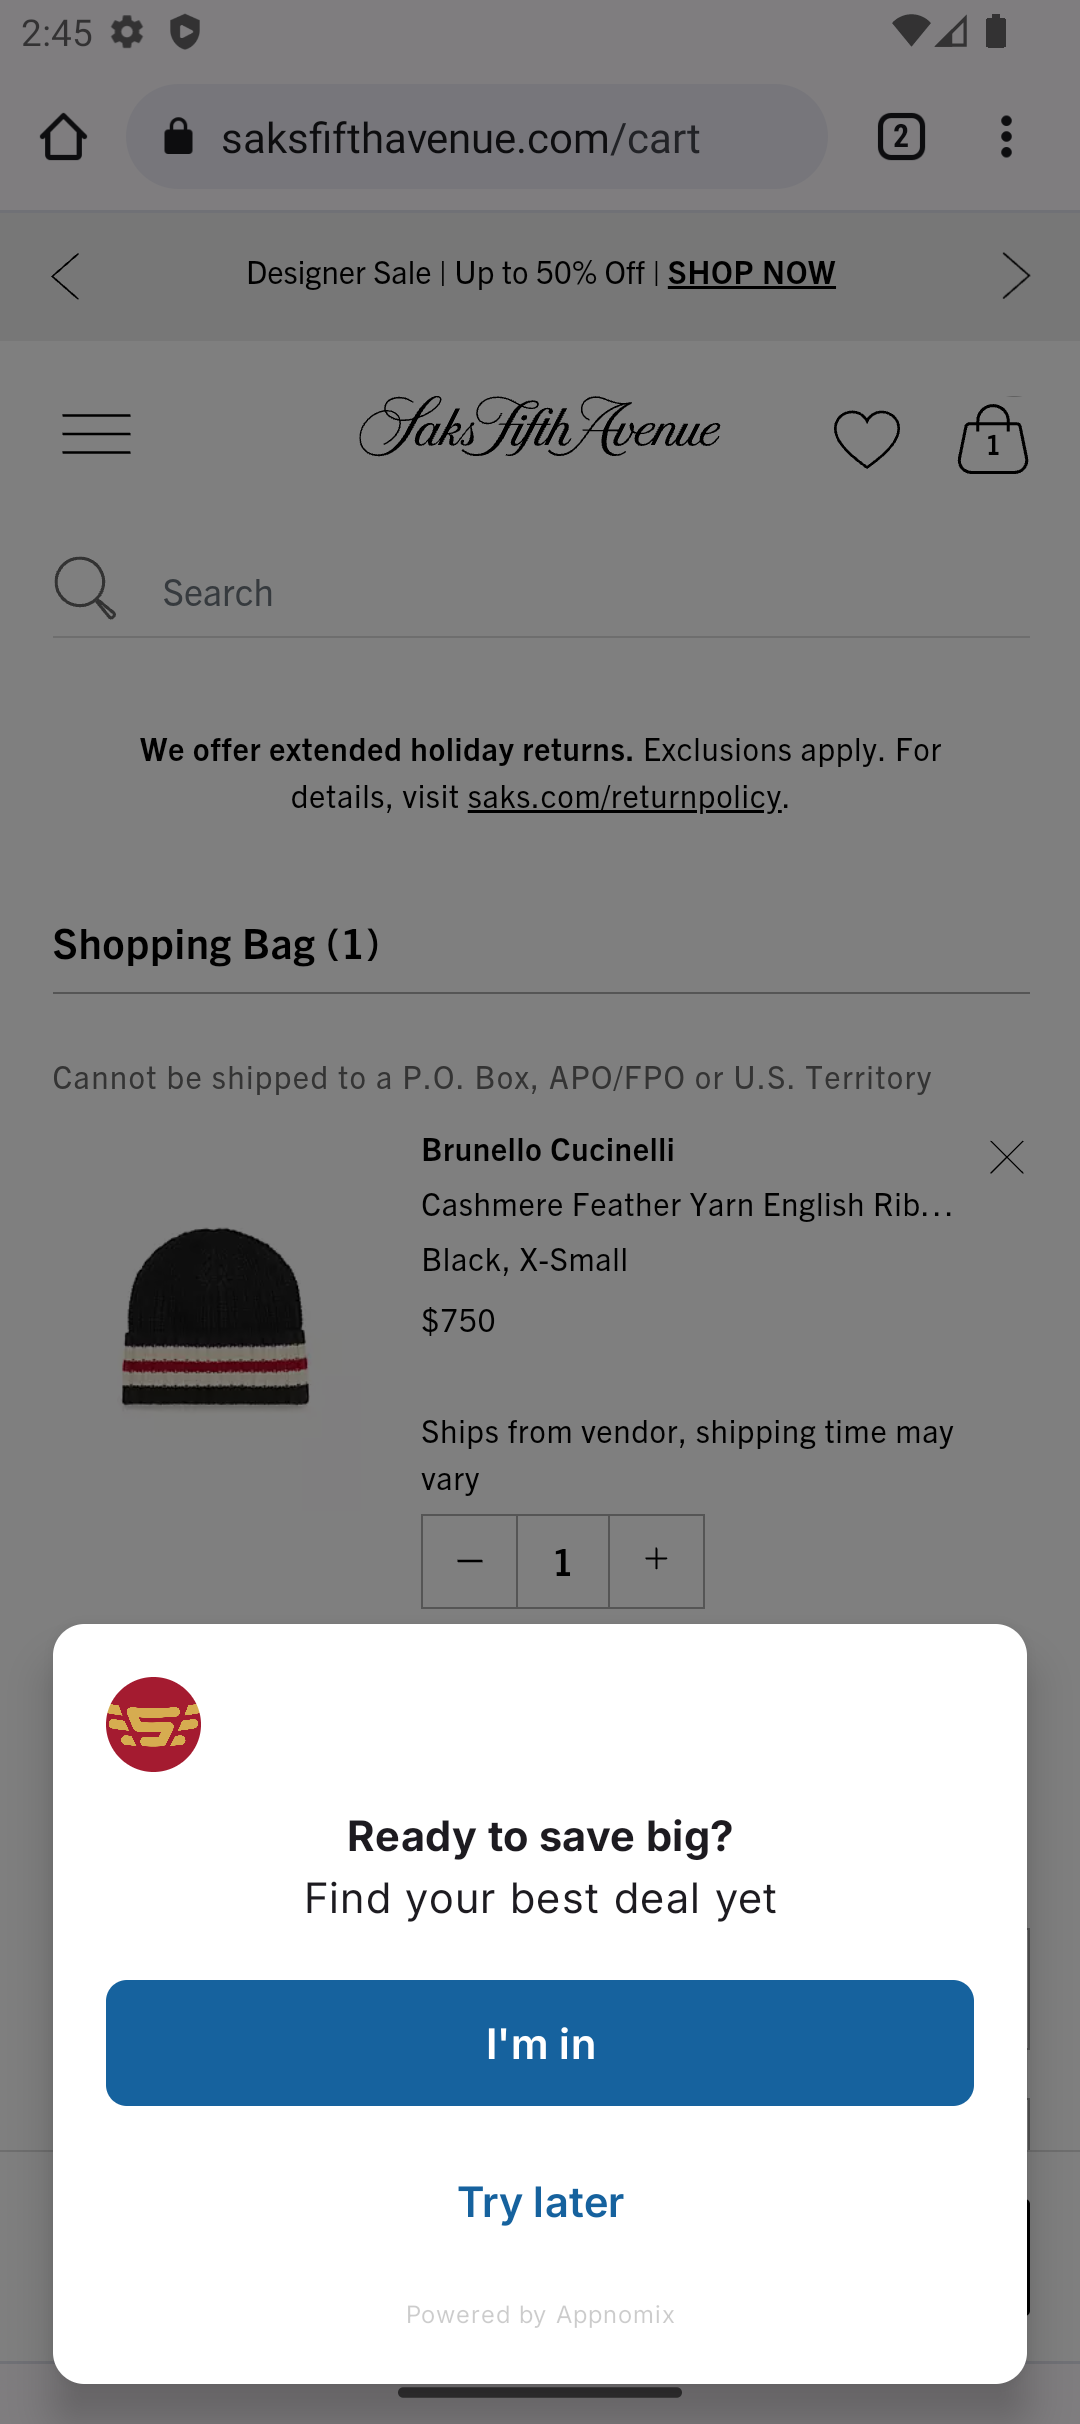 2:45
saksfifthavenue.com/cart
2
Designer Sale | Up to 50% Off | SHOP NOW
Saks Fifth Avenue
1
Search
We offer extended holiday returns. Exclusions apply. For
details, visit saks.com/returnpolicy.
Shopping Bag (1)
Cannot be shipped to a P.O. Box, APO/FPO or U.S. Territory
Brunello Cucinelli
Cashmere Feather Yarn English Rib...
Black, X-Small
$750
Ships from vendor, shipping time may
vary
− 1 +
S
Ready to save big?
Find your best deal yet
I'm in
Try later
Powered by Appnomix